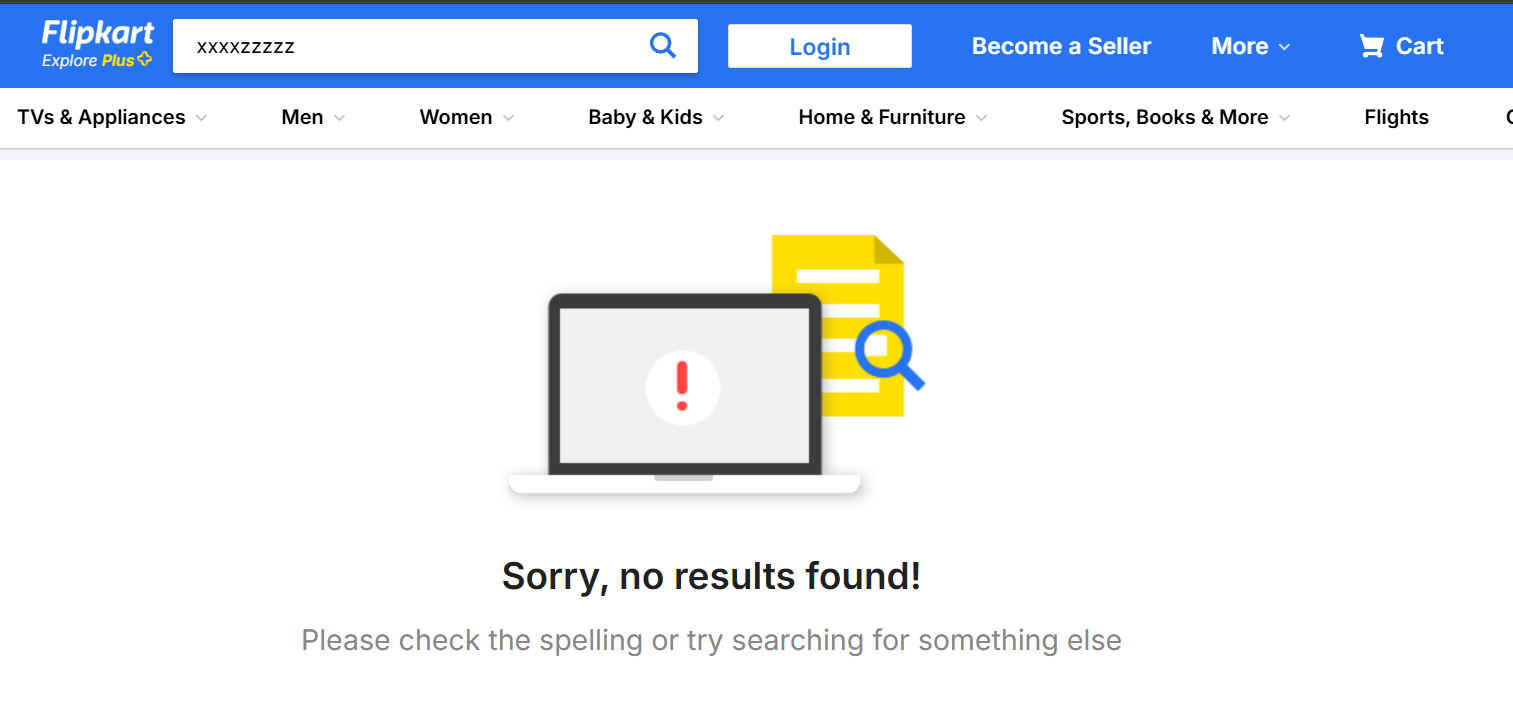 Flipkart
Explore Plus
xxxxzzzzz
Login
Become a Seller
More
Cart
TVs & Appliances
Men
Women
Baby & Kids
Home & Furniture
Sports, Books & More
Flights
Sorry, no results found!
Please check the spelling or try searching for something else